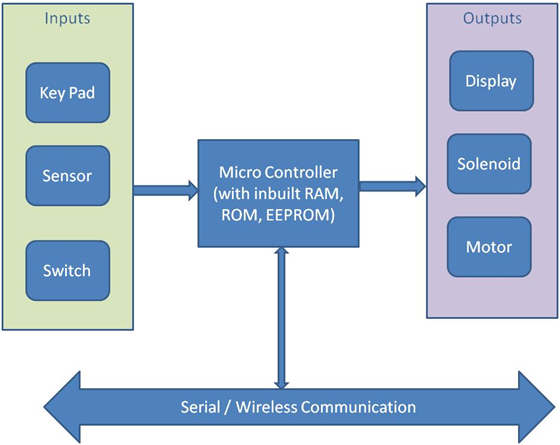 Inputs
Key Pad
Sensor
Switch
Micro Controller
(with inbuilt RAM,
ROM, EEPROM)
Outputs
Display
Solenoid
Motor
Serial / Wireless Communication